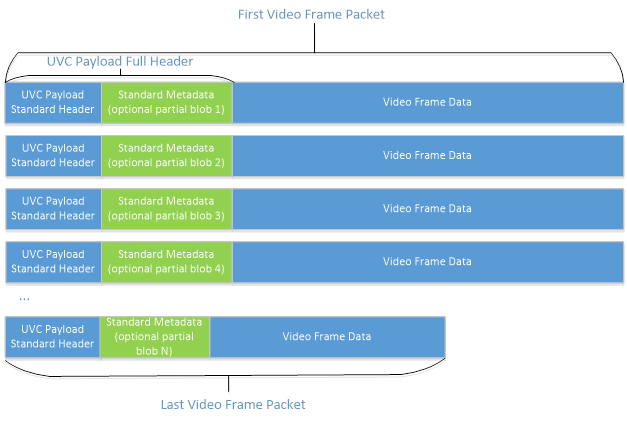 First Video Frame Packet
UVC Payload Full Header
UVC Payload
Standard Header
Standard Metadata
(optional partial blob 1)
Video Frame Data
UVC Payload
Standard Header
Standard Metadata
(optional partial blob 2)
Video Frame Data
UVC Payload
Standard Header
Standard Metadata
(optional partial blob 3)
Video Frame Data
UVC Payload
Standard Header
Standard Metadata
(optional partial blob 4)
Video Frame Data
...
UVC Payload
Standard Header
Standard Metadata
(optional partial
blob N)
Video Frame Data
Last Video Frame Packet